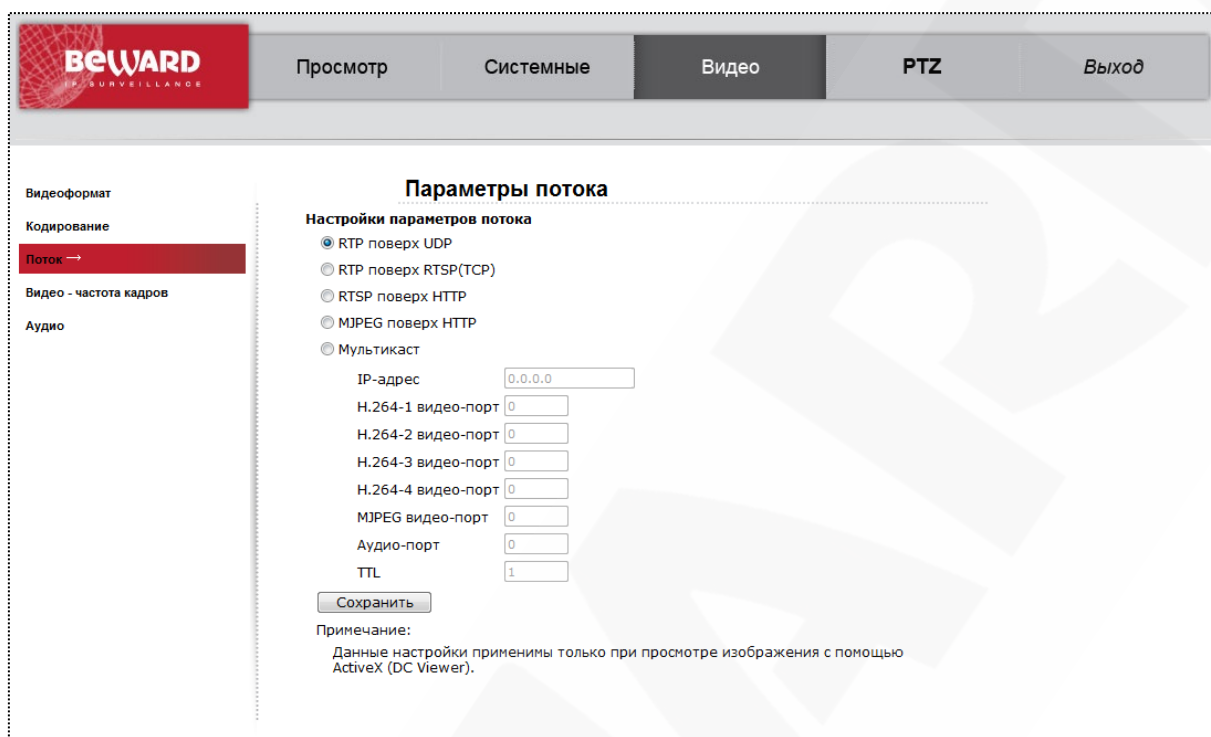 BEWARD
IP SURVEILLANCE
Просмотр
Системные
Видео
PTZ
Выход
Видеоформат
Кодирование
Поток →
Видео - частота кадров
Аудио
Параметры потока
Настройки параметров потока
RTP поверх UDP
RTP поверх RTSP(TCP)
RTSP поверх HTTP
MJPEG поверх HTTP
Мультикаст
IP-адрес 0.0.0.0
H.264-1 видео-порт 0
H.264-2 видео-порт 0
H.264-3 видео-порт 0
H.264-4 видео-порт 0
MJPEG видео-порт 0
Аудио-порт 0
TTL 1
Сохранить
Примечание:
Данные настройки применимы только при просмотре изображения с помощью
ActiveX (DC Viewer).